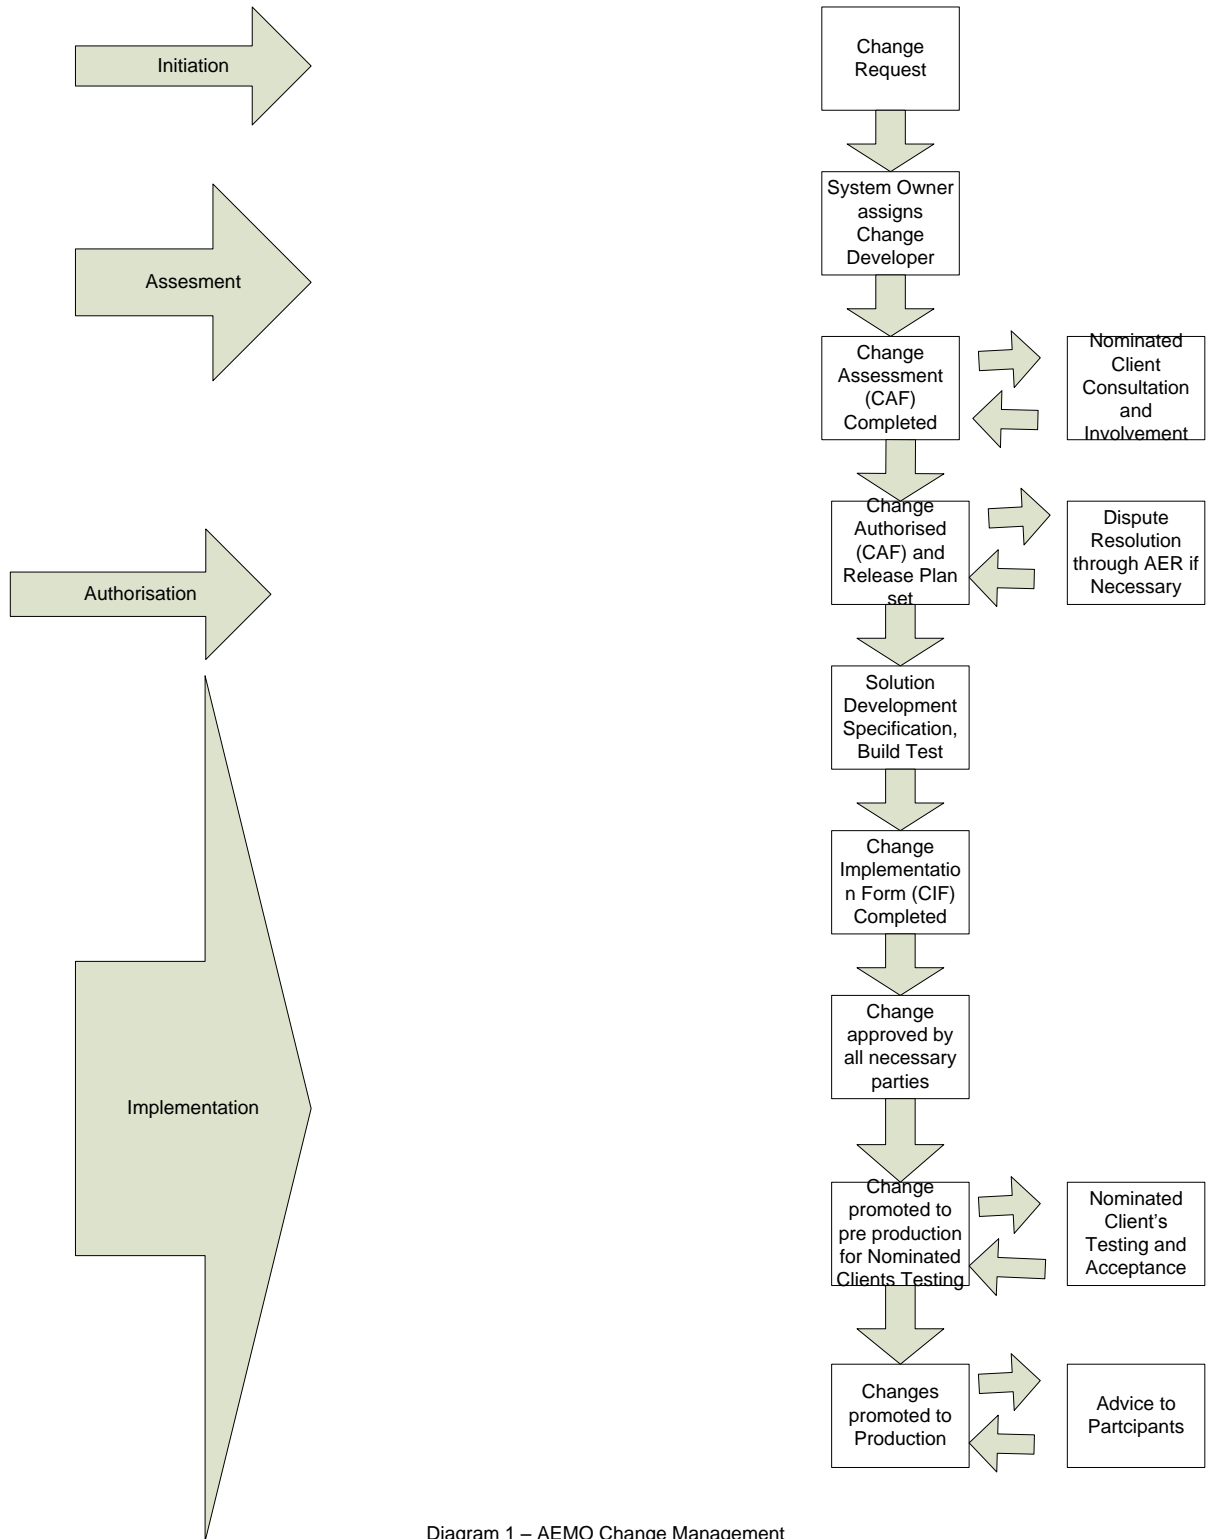 Initiation
Change
Request
System Owner
assigns
Change
Developer
Assesment
Change
Assessment
(CAF)
Completed
Nominated
Client
Consultation
and
Involvement
Authorisation
Change
Authorised
(CAF) and
Release Plan
set
Dispute
Resolution
through AER if
Necessary
Solution
Development
Specification,
Build Test
Change
Implementatio
n Form (CIF)
Completed
Change
approved by
all necessary
parties
Implementation
Change
promoted to
pre production
for Nominated
Clients Testing
Nominated
Client’s
Testing and
Acceptance
Changes
promoted to
Production
Advice to
Partcipants
Diagram 1 – AEMO Change Management